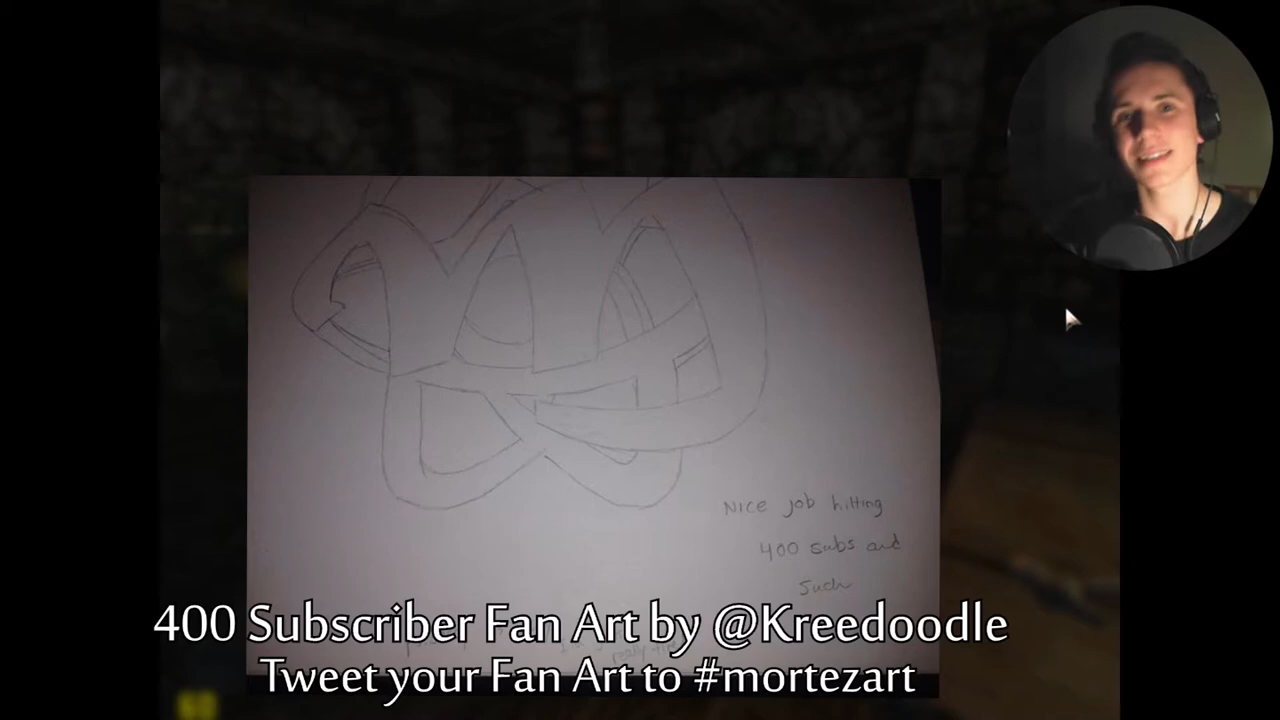 Nice job hitting
400 subs and
such
400 Subscriber Fan Art by @Kreedoodle
Tweet your Fan Art to #mortezart